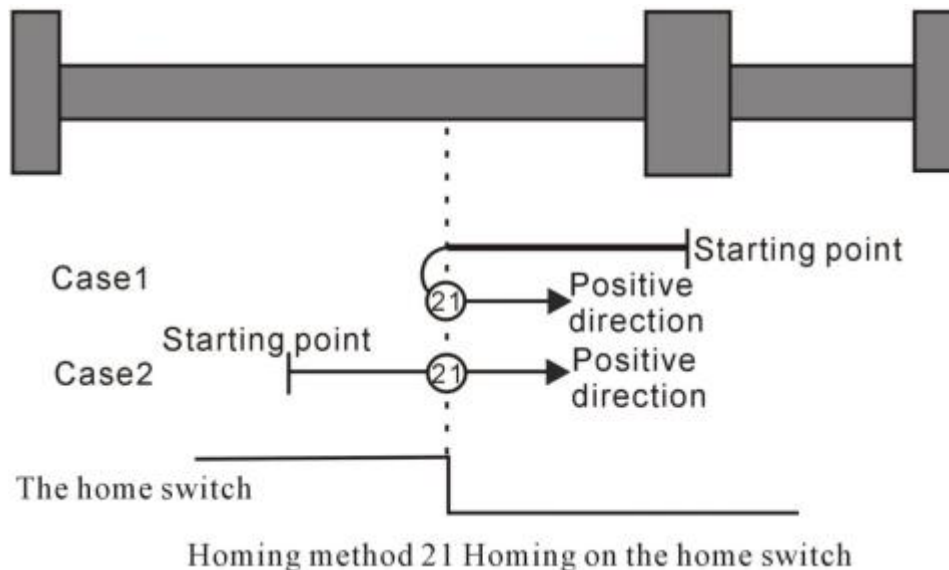 Starting point
Case1
21
Positive
direction
Starting point
Case2
21
Positive
direction
The home switch
Homing method 21 Homing on the home switch